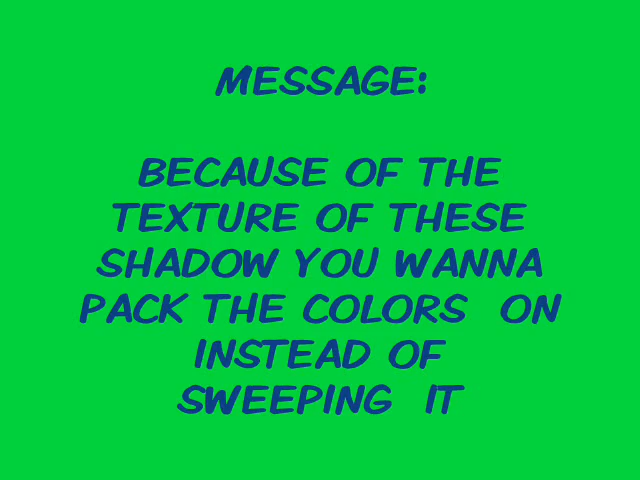 MESSAGE:
BECAUSE OF THE
TEXTURE OF THESE
SHADOW YOU WANNA
PACK THE COLORS ON
INSTEAD OF
SWEEPING IT